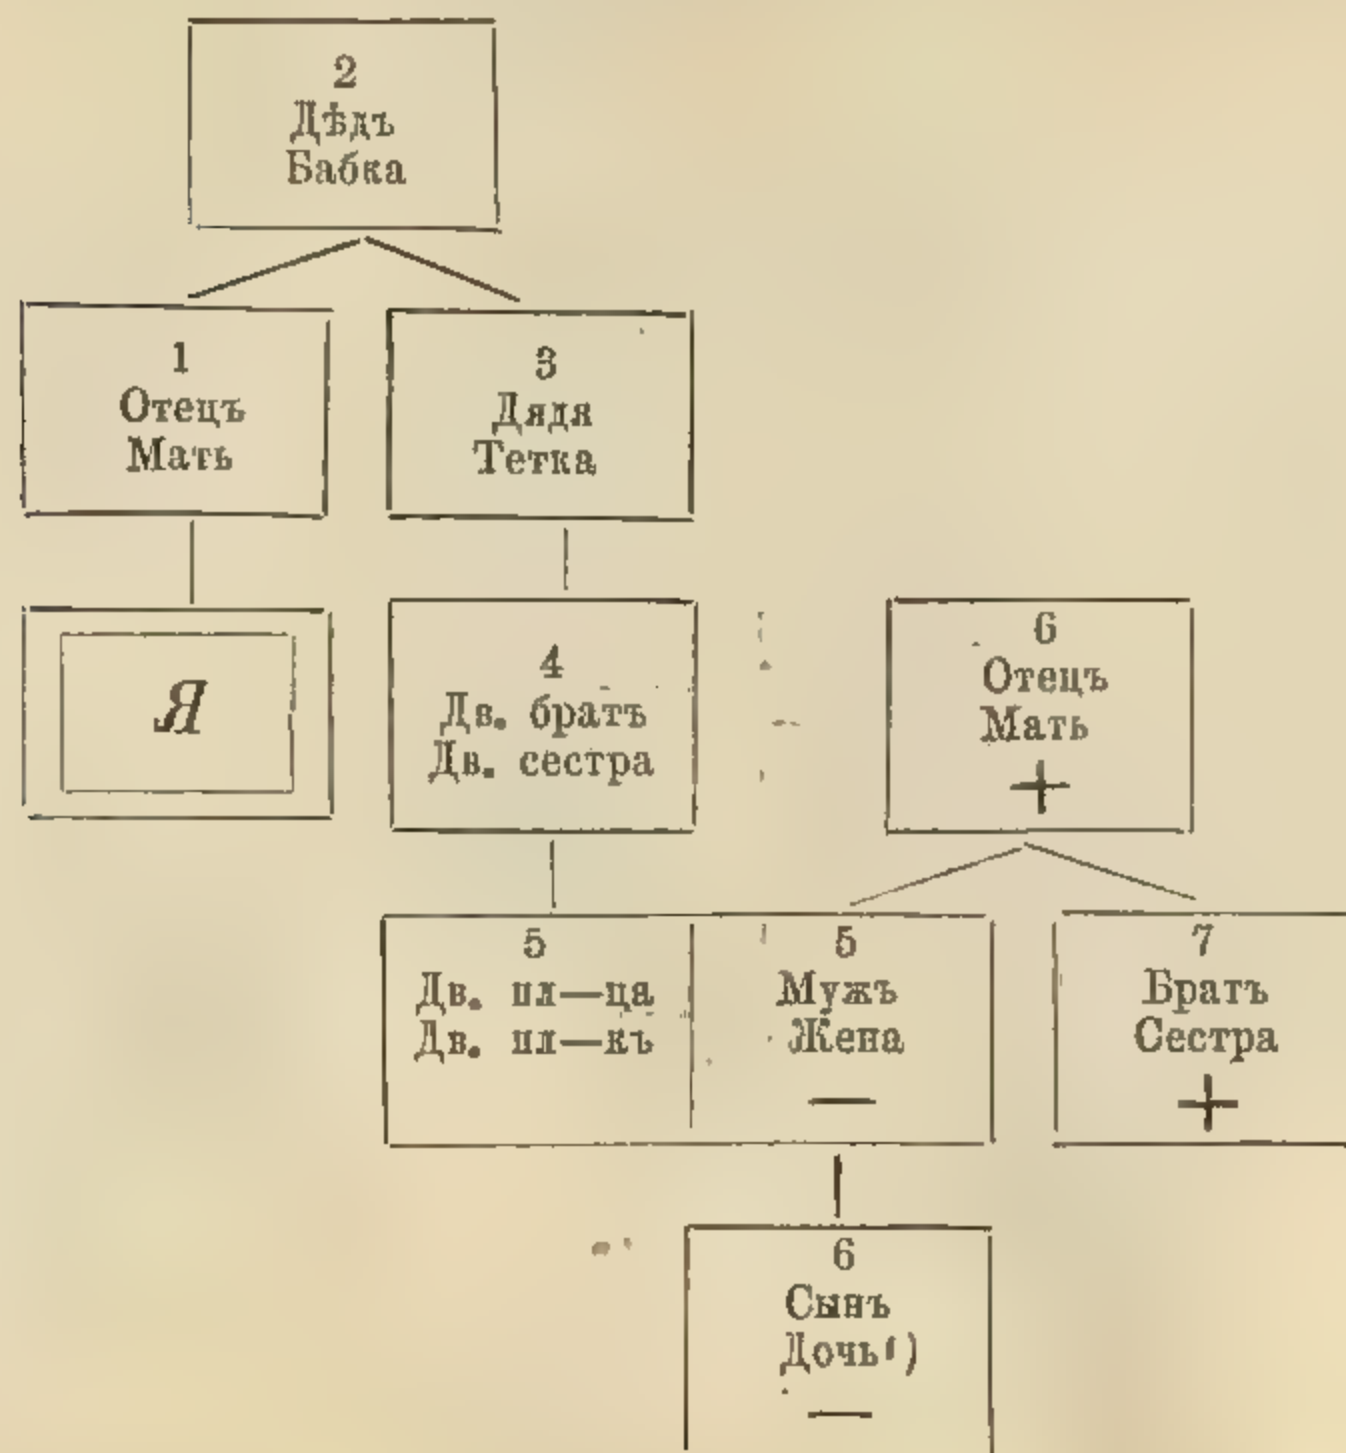 2
Дѣдъ
Бабка
1
Отецъ
Мать
3
Дядя
Тетка
Я
4
Дв. братъ
Дв. сестра
6
Отецъ
Мать
+
5
Дв. пл—ца
Дв. пл—къ
5
Мужъ
Жена
—
7
Братъ
Сестра
+
6
Сынъ
Дочь¹)
—